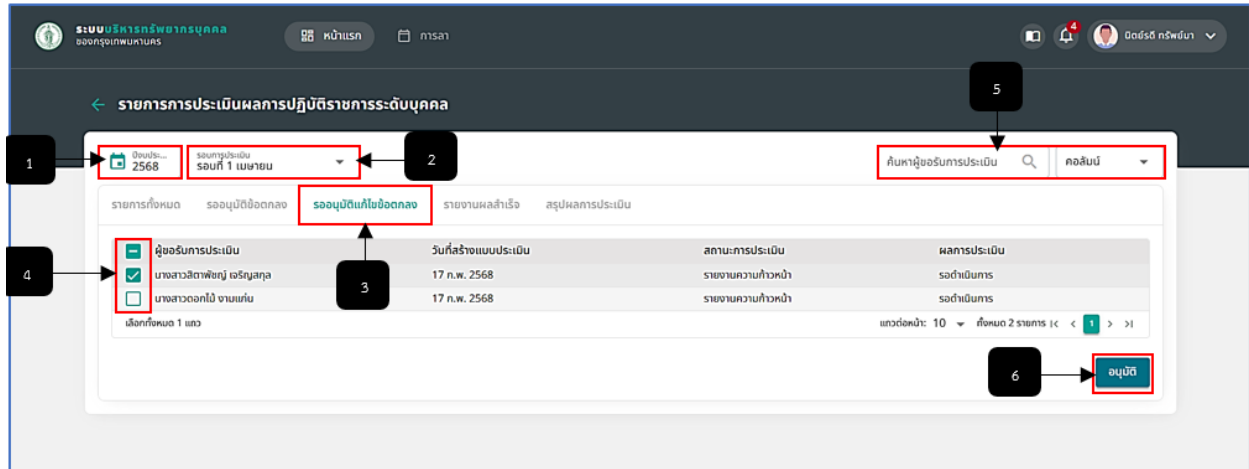 ระบบบริหารทรัพยากรบุคคล
ของกรุงเทพมหานคร
หน้าแรก
การลา
4
นิตย์รดี ทรัพย์มา
รายการการประเมินผลการปฏิบัติราชการระดับบุคคล
5
1
ปีงบประ...
2568
รอบการประเมิน
รอบที่ 1 เมษายน
2
ค้นหาผู้ขอรับการประเมิน
คอลัมน์
รายการทั้งหมด รออนุมัติข้อตกลง รออนุมัติแก้ไขข้อตกลง รายงานผลสำเร็จ สรุปผลการประเมิน
ผู้ขอรับการประเมิน วันที่สร้างแบบประเมิน สถานะการประเมิน ผลการประเมิน
4
นางสาวสิตาพัชญ์ เจริญสกุล 17 ก.พ. 2568 รายงานความก้าวหน้า รอดำเนินการ
3
นางสาวดอกไม้ งามแก่น 17 ก.พ. 2568 รายงานความก้าวหน้า รอดำเนินการ
เลือกทั้งหมด 1 แถว
แถวต่อหน้า: 10 ทั้งหมด 2 รายการ |< < 1 > >|
6
อนุมัติ